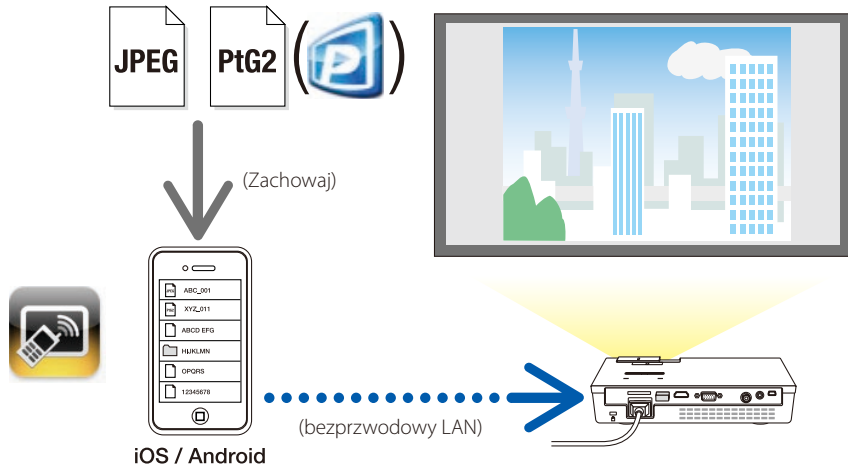 JPEG
PtG2
( )
(Zachowaj)
ABC_001
XYZ_011
ABCD EFG
HIJKLMN
OPQRS
12345678
(bezprzwodowy LAN)
iOS / Android